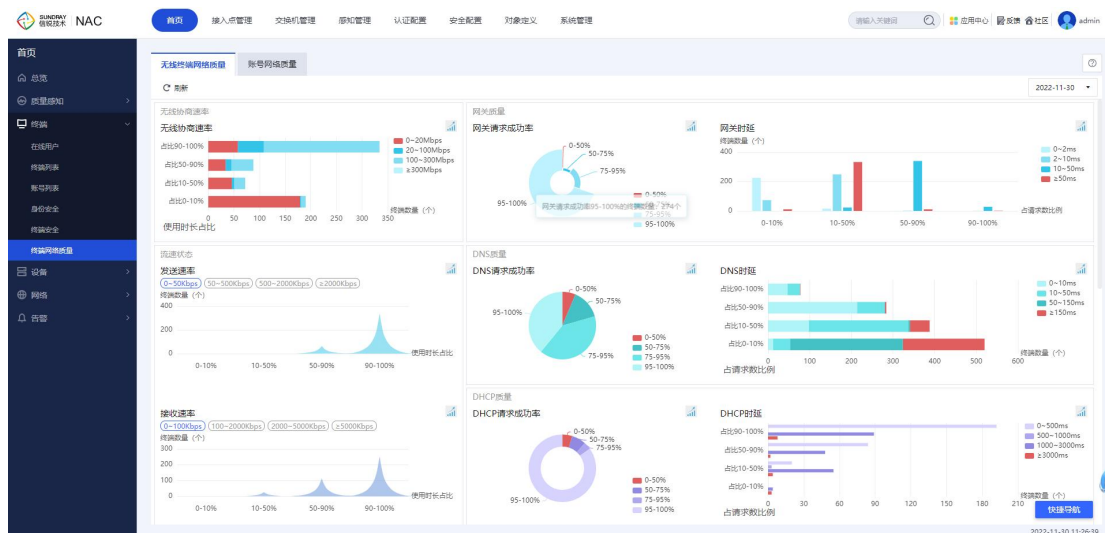 SUNDRAY
信锐技术 NAC
首页 接入点管理 交换机管理 感知管理 认证配置 安全配置 对象定义 系统管理
请输入关键词 应用中心 反馈 社区 admin
首页
总览
质量感知
终端
在线用户
终端列表
账号列表
身份安全
终端安全
终端网络质量
设备
网络
告警
无线终端网络质量 账号网络质量
刷新 2022-11-30
无线协商速率
无线协商速率
占比90-100%
占比50-90%
占比10-50%
占比0-10%
0 50 100 150 200 250 300 350
终端数量（个）
使用时长占比
0~20Mbps
20~100Mbps
100~300Mbps
≥300Mbps
网关质量
网关请求成功率
0-50%
50-75%
75-95%
95-100%
网关请求成功率95-100%的终端数量：274个
0-50%
75-95%
95-100%
网关时延
终端数量（个）
400
200
0
0-10% 10-50% 50-90% 90-100%
占请求数比例
0~2ms
2~10ms
10~50ms
≥50ms
流速状态
发送速率
0~50Kbps 50~500Kbps 500~2000Kbps ≥2000Kbps
终端数量（个）
400
200
0
0-10% 10-50% 50-90% 90-100%
使用时长占比
DNS质量
DNS请求成功率
0-50%
50-75%
75-95%
95-100%
0-50%
50-75%
75-95%
95-100%
DNS时延
占比90-100%
占比50-90%
占比10-50%
占比0-10%
0 100 200 300 400 500 600
终端数量（个）
占请求数比例
0~10ms
10~50ms
50~150ms
≥150ms
接收速率
0~100Kbps 100~2000Kbps 2000~5000Kbps ≥5000Kbps
终端数量（个）
300
200
100
0
0-10% 10-50% 50-90% 90-100%
使用时长占比
DHCP质量
DHCP请求成功率
0-50%
50-75%
75-95%
95-100%
0-50%
50-75%
75-95%
95-100%
DHCP时延
占比90-100%
占比50-90%
占比10-50%
占比0-10%
0 30 60 90 120 150 180 210
终端数量（个）
占请求数比例
0~500ms
500~1000ms
1000~3000ms
≥3000ms
快捷导航
2022-11-30 11:26:39